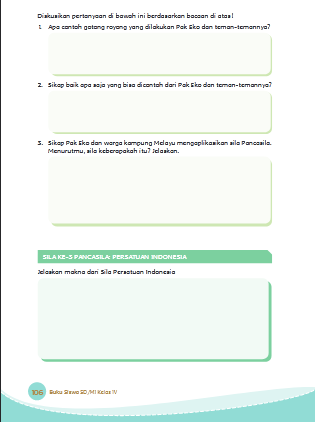 Diskusikan pertanyaan di bawah ini berdasarkan bacaan di atas!
1. Apa contoh gotong royong yang dilakukan Pak Eko dan teman-temannya?
2. Sikap baik apa saja yang bisa dicontoh dari Pak Eko dan teman-temannya?
3. Sikap Pak Eko dan warga kampung Melayu mengaplikasikan sila Pancasila.
Menurutmu, sila keberapakah itu? Jelaskan.
SILA KE-3 PANCASILA: PERSATUAN INDONESIA
Jelaskan makna dari Sila Persatuan Indonesia
106 Buku Siswa SD/MI Kelas IV